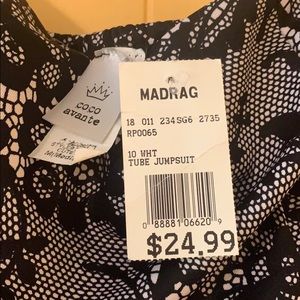 coco
avante
MADRAG
18 011 234SG6 2735
RP0065
10 WHT
TUBE JUMPSUIT
0 88881 06620 9
$24.99